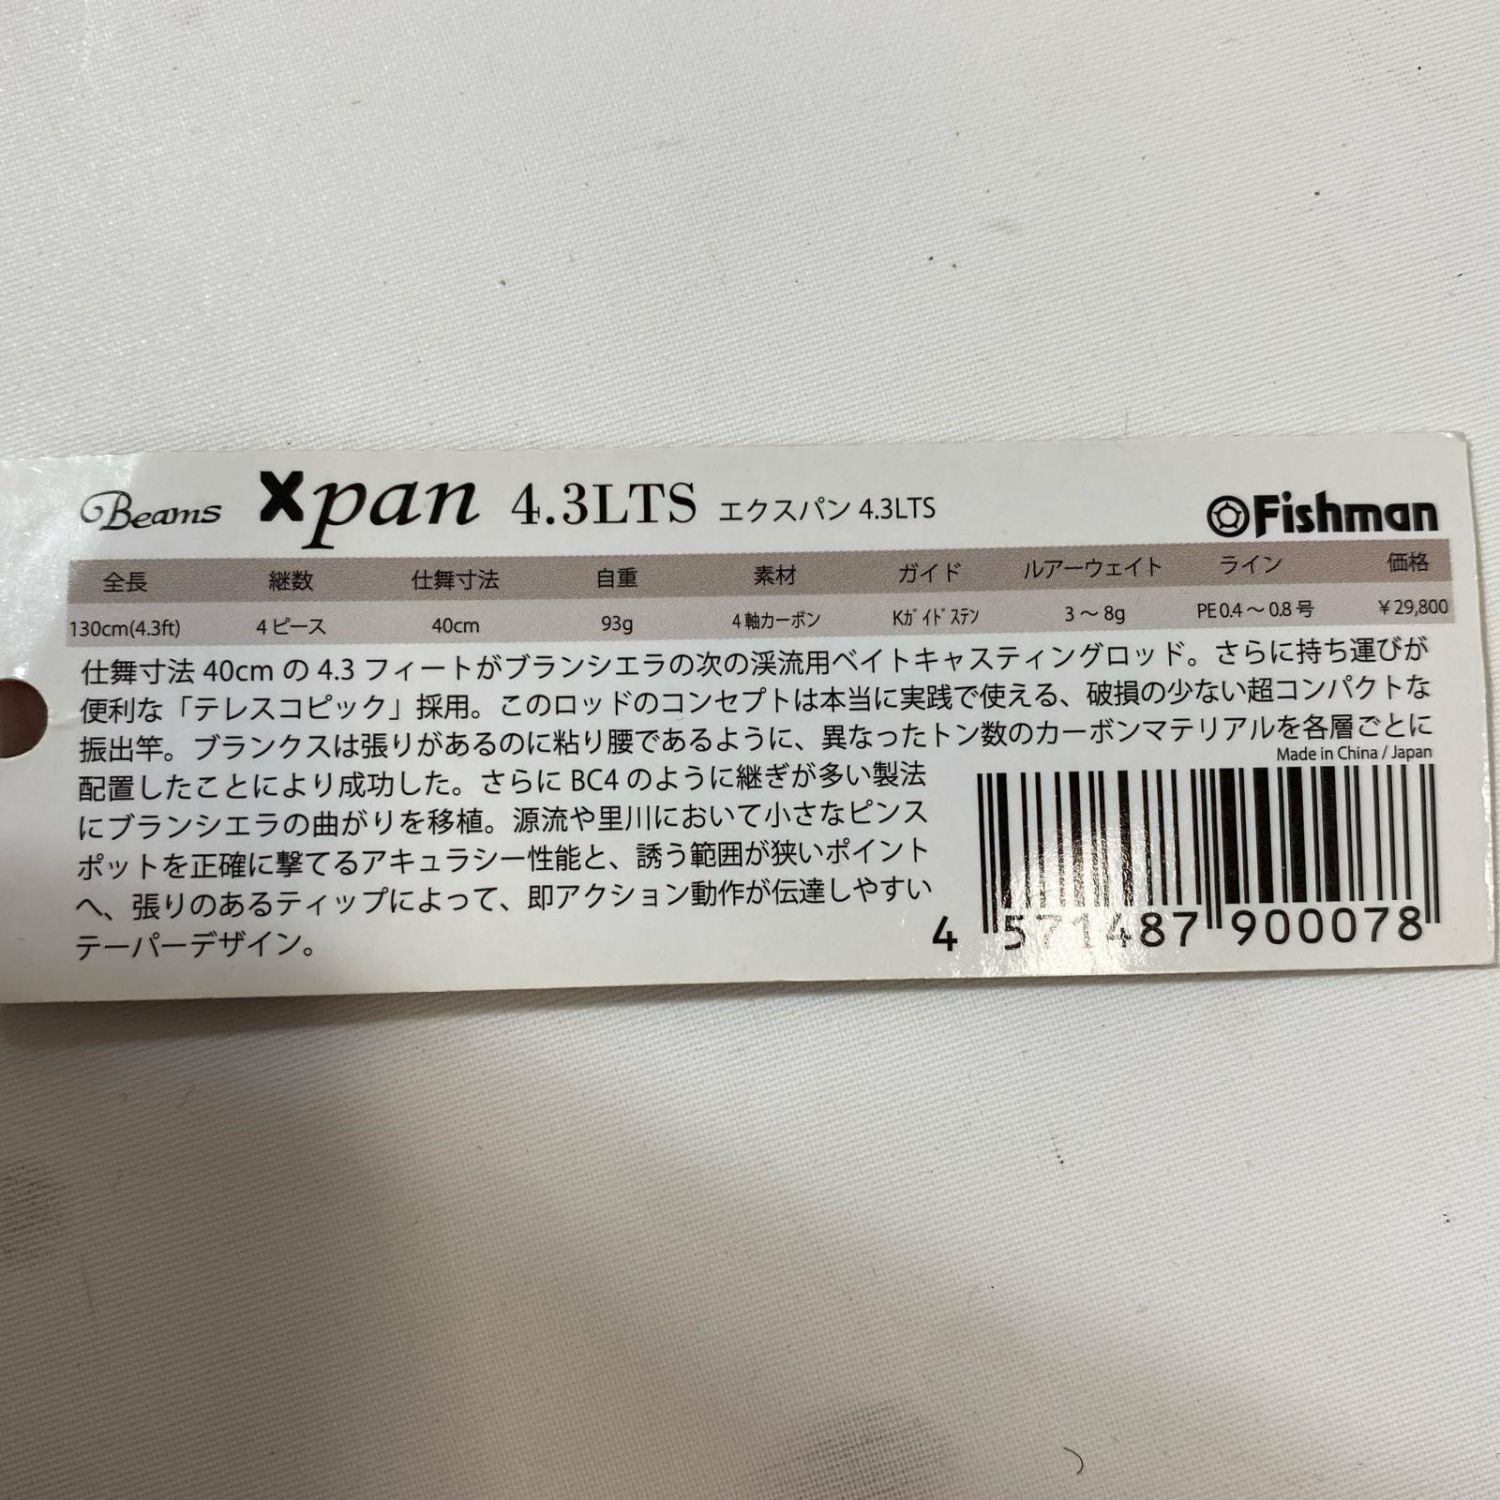 Beams Xpan 4.3LTS エクスパン 4.3LTS Fishman
全長 継数 仕舞寸法 自重 素材 ガイド ルアーウェイト ライン 価格
130cm(4.3ft) 4ピース 40cm 93g 4軸カーボン Kガイドステン 3～8g PE0.4～0.8号 ￥29,800
仕舞寸法 40cm の 4.3 フィートがブランシエラの次の渓流用ベイトキャスティングロッド。さらに持ち運びが
便利な「テレスコピック」採用。このロッドのコンセプトは本当に実践で使える、破損の少ない超コンパクトな
振出竿。ブランクスは張りがあるのに粘り腰であるように、異なったトン数のカーボンマテリアルを各層ごとに
配置したことにより成功した。さらに BC4 のように継ぎが多い製法
にブランシエラの曲がりを移植。源流や里川において小さなピンス
ポットを正確に撃てるアキュラシー性能と、誘う範囲が狭いポイント
へ、張りのあるティップによって、即アクション動作が伝達しやすい
テーパーデザイン。
Made in China / Japan
4 571487 900078